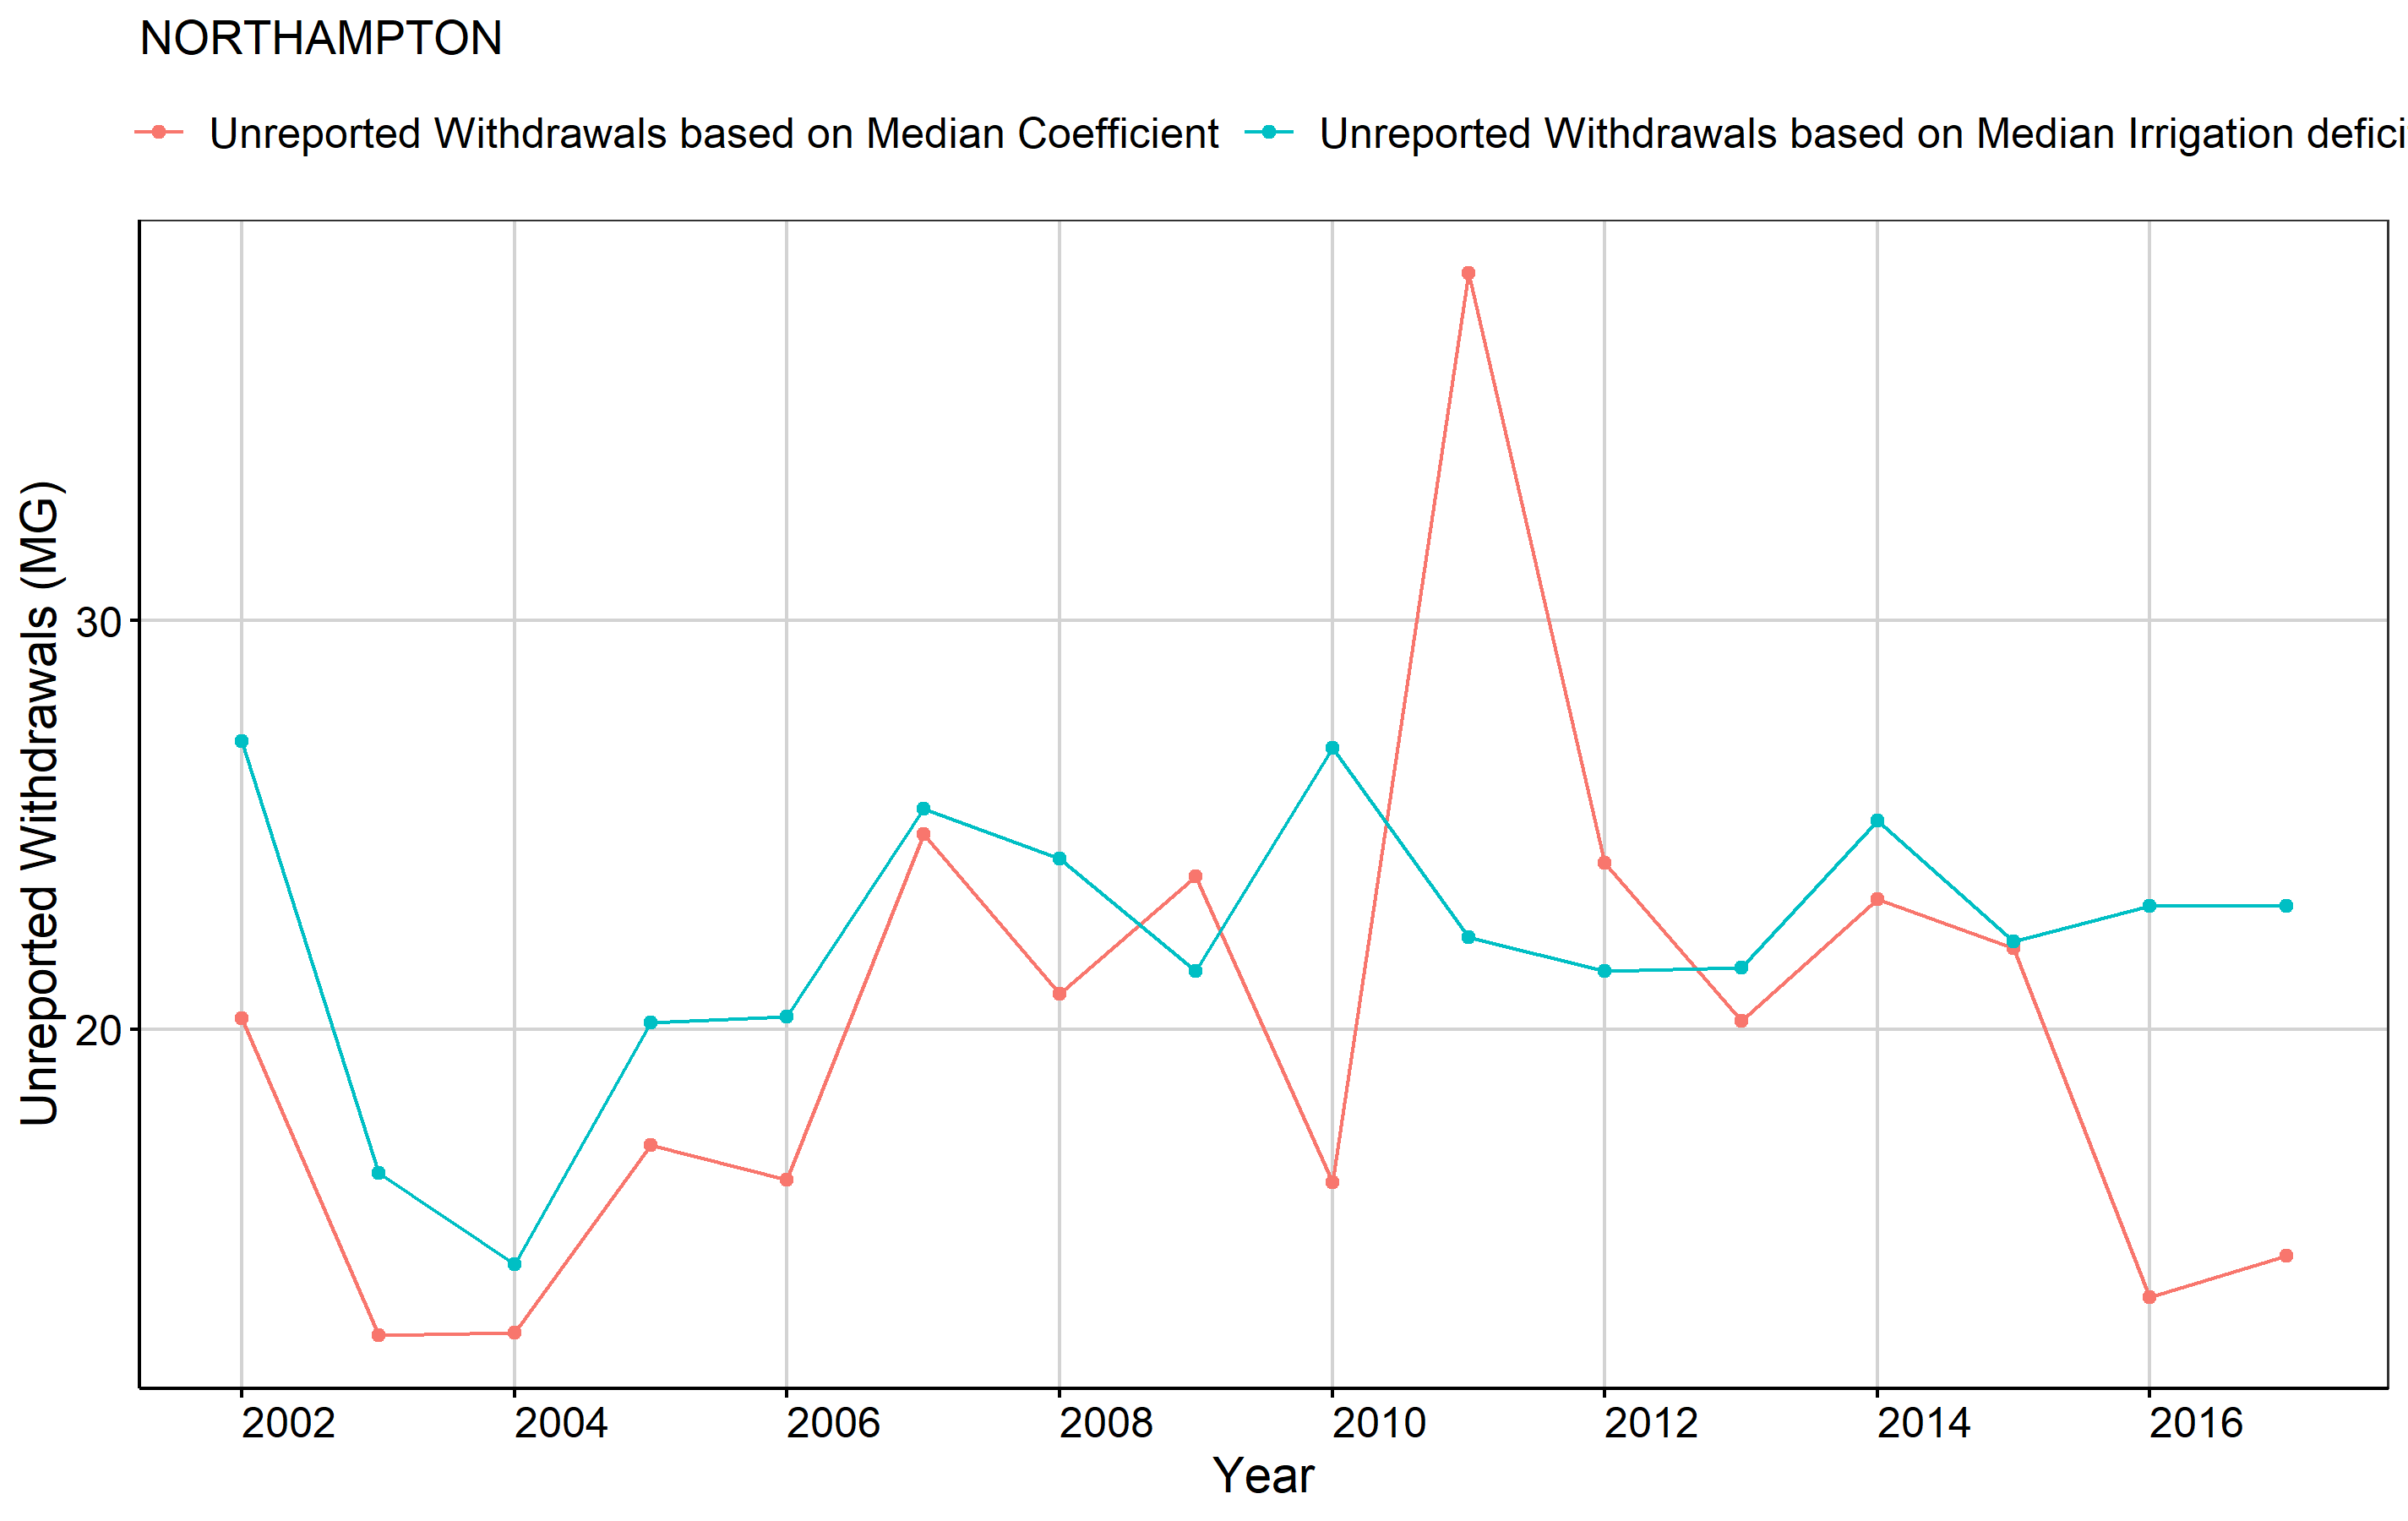 NORTHAMPTON
Unreported Withdrawals based on Median Coefficient Unreported Withdrawals based on Median Irrigation defici
Unreported Withdrawals (MG)
30
20
2002 2004 2006 2008 2010 2012 2014 2016
Year